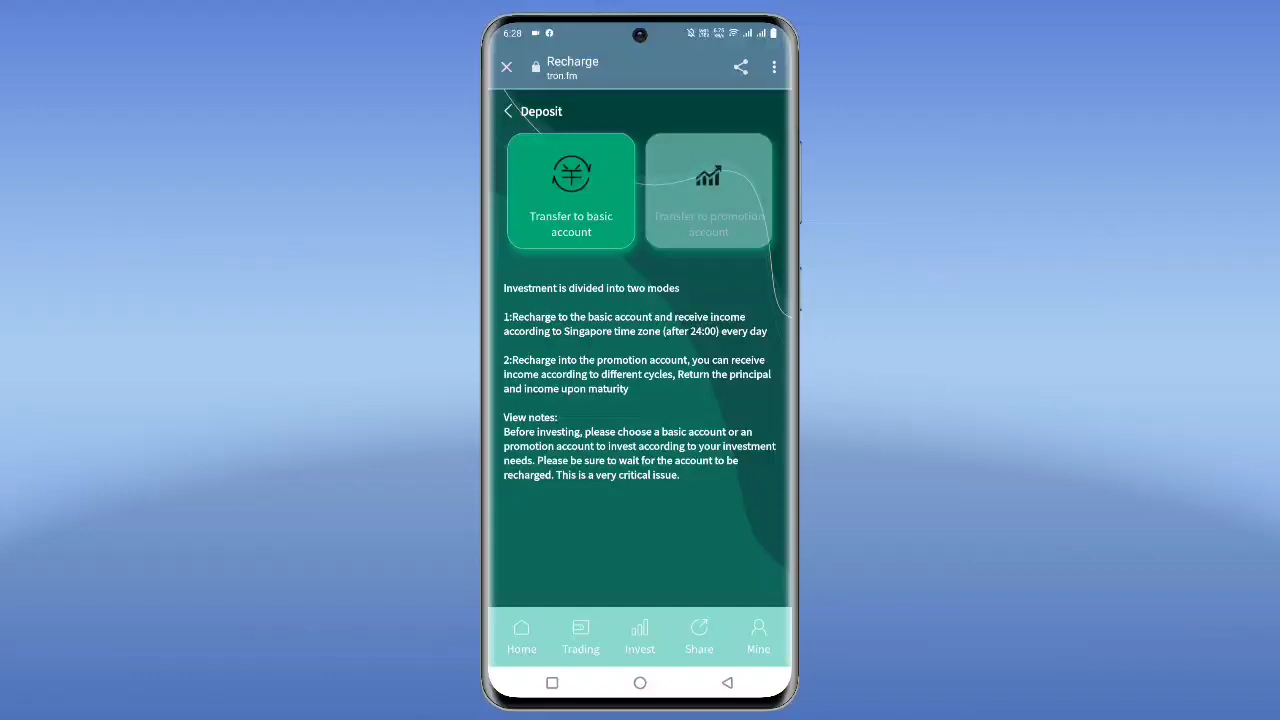 6:28
Recharge
tron.fm
Deposit
Transfer to basic
account
Transfer to promotion
account
Investment is divided into two modes
1:Recharge to the basic account and receive income
according to Singapore time zone (after 24:00) every day
2:Recharge into the promotion account, you can receive
income according to different cycles, Return the principal
and income upon maturity
View notes:
Before investing, please choose a basic account or an
promotion account to invest according to your investment
needs. Please be sure to wait for the account to be
recharged. This is a very critical issue.
Home
Trading
Invest
Share
Mine